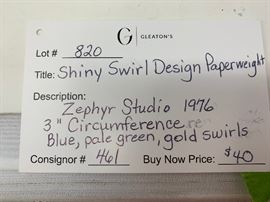 G GLEATON'S
Lot # 820
Title: Shiny Swirl Design Paperweight
Description:
Zephyr Studio 1976
3" Circumference
Blue, pale green, gold swirls
Consignor # 461 Buy Now Price: $40